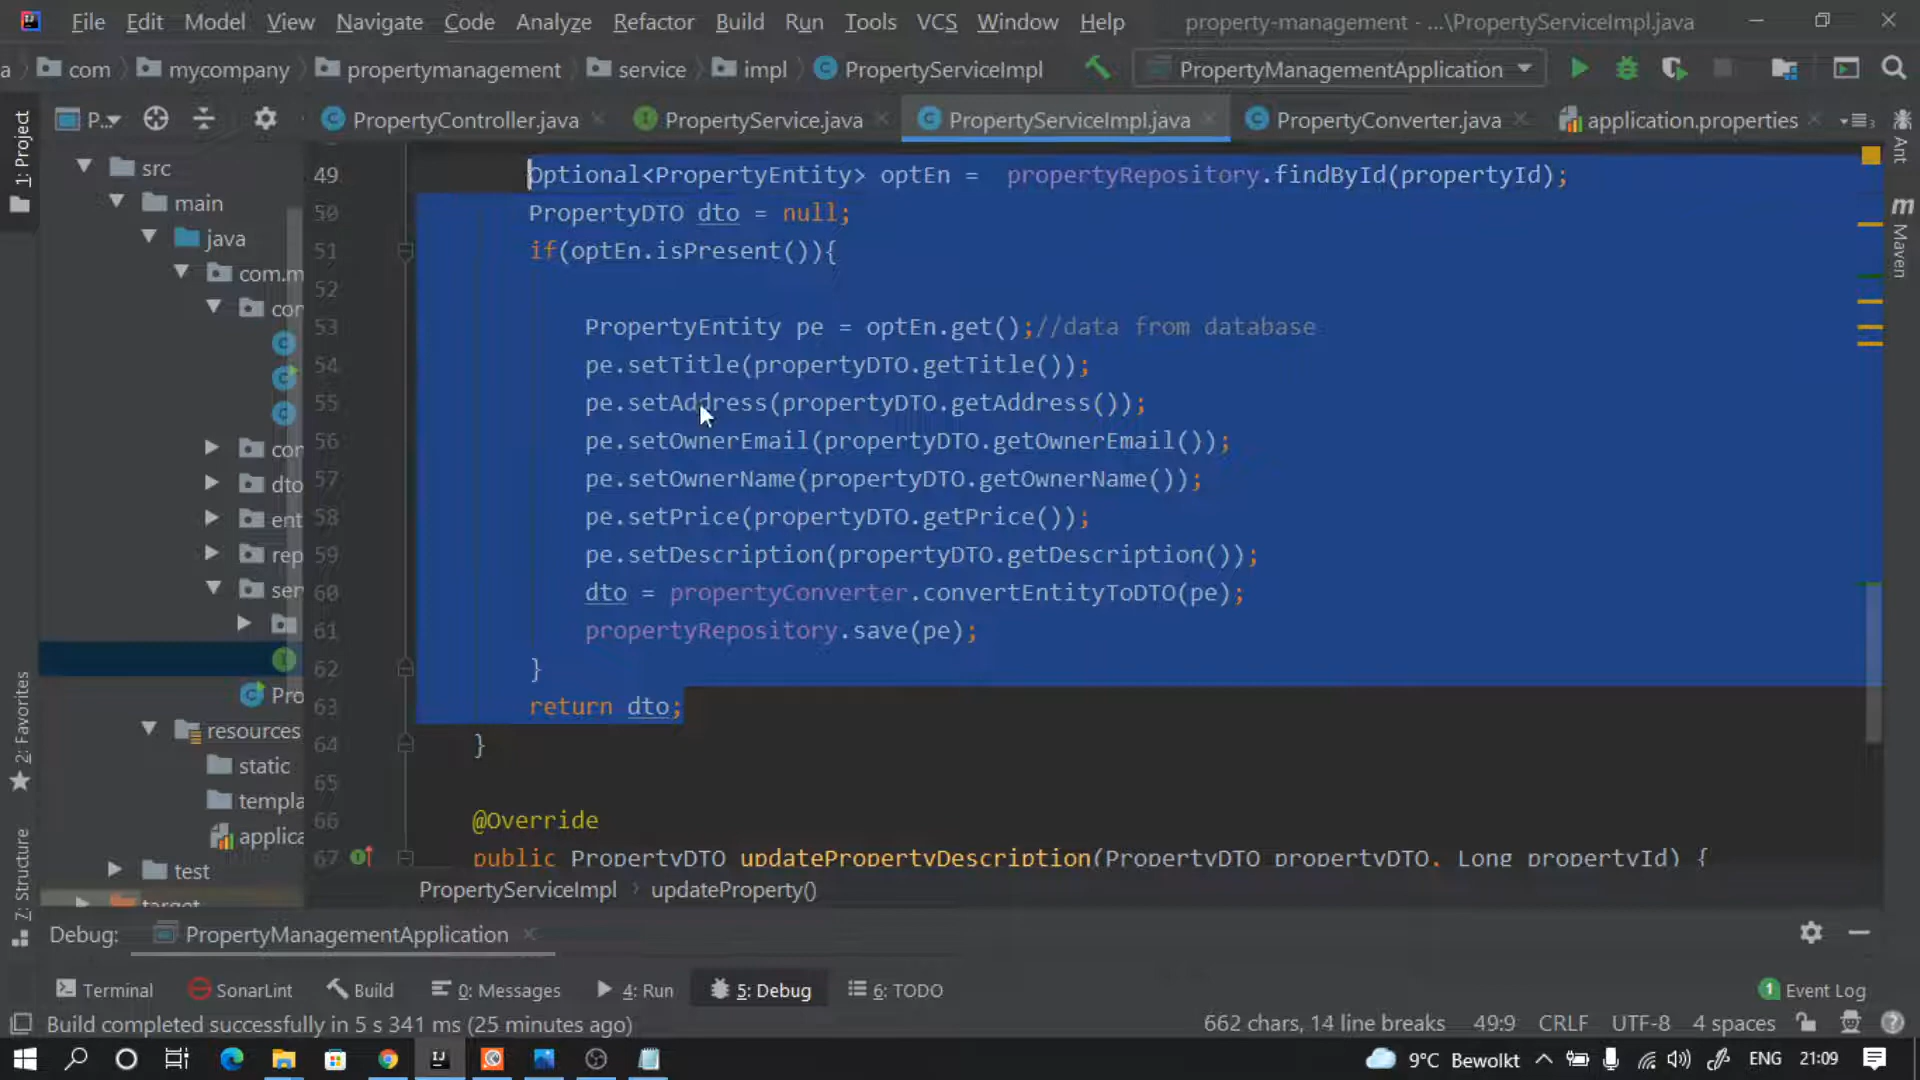 File Edit View Navigate Code Analyze Refactor Build Run Tools VCS Window Help property-management - ...\PropertyServiceImpl.java
a com mycompany propertymanagement service impl PropertyServiceImpl PropertyManagementApplication
P... PropertyController.java PropertyService.java PropertyServiceImpl.java PropertyConverter.java application.properties
1: Project
2: Favorites
7: Structure
Ant
Maven
src
main
java
com.m
cor
cor
dto
ent
rep
ser
Pro
resources
static
templa
applica
test
target
49 Optional<PropertyEntity> optEn =  propertyRepository.findById(propertyId);
50 PropertyDTO dto = null;
51 if(optEn.isPresent()){
52
53 PropertyEntity pe = optEn.get();//data from database
54 pe.setTitle(propertyDTO.getTitle());
55 pe.setAddress(propertyDTO.getAddress());
56 pe.setOwnerEmail(propertyDTO.getOwnerEmail());
57 pe.setOwnerName(propertyDTO.getOwnerName());
58 pe.setPrice(propertyDTO.getPrice());
59 pe.setDescription(propertyDTO.getDescription());
60 dto = propertyConverter.convertEntityToDTO(pe);
61 propertyRepository.save(pe);
62 }
63 return dto;
64 }
65
66 @Override
67 public PropertyDTO updatePropertyDescription(PropertyDTO propertyDTO, Long propertyId) {
PropertyServiceImpl updateProperty()
Debug: PropertyManagementApplication
Terminal SonarLint Build 0: Messages 4: Run 5: Debug 6: TODO 1 Event Log
Build completed successfully in 5 s 341 ms (25 minutes ago) 662 chars, 14 line breaks 49:9 CRLF UTF-8 4 spaces
9°C Bewolkt ENG 21:09